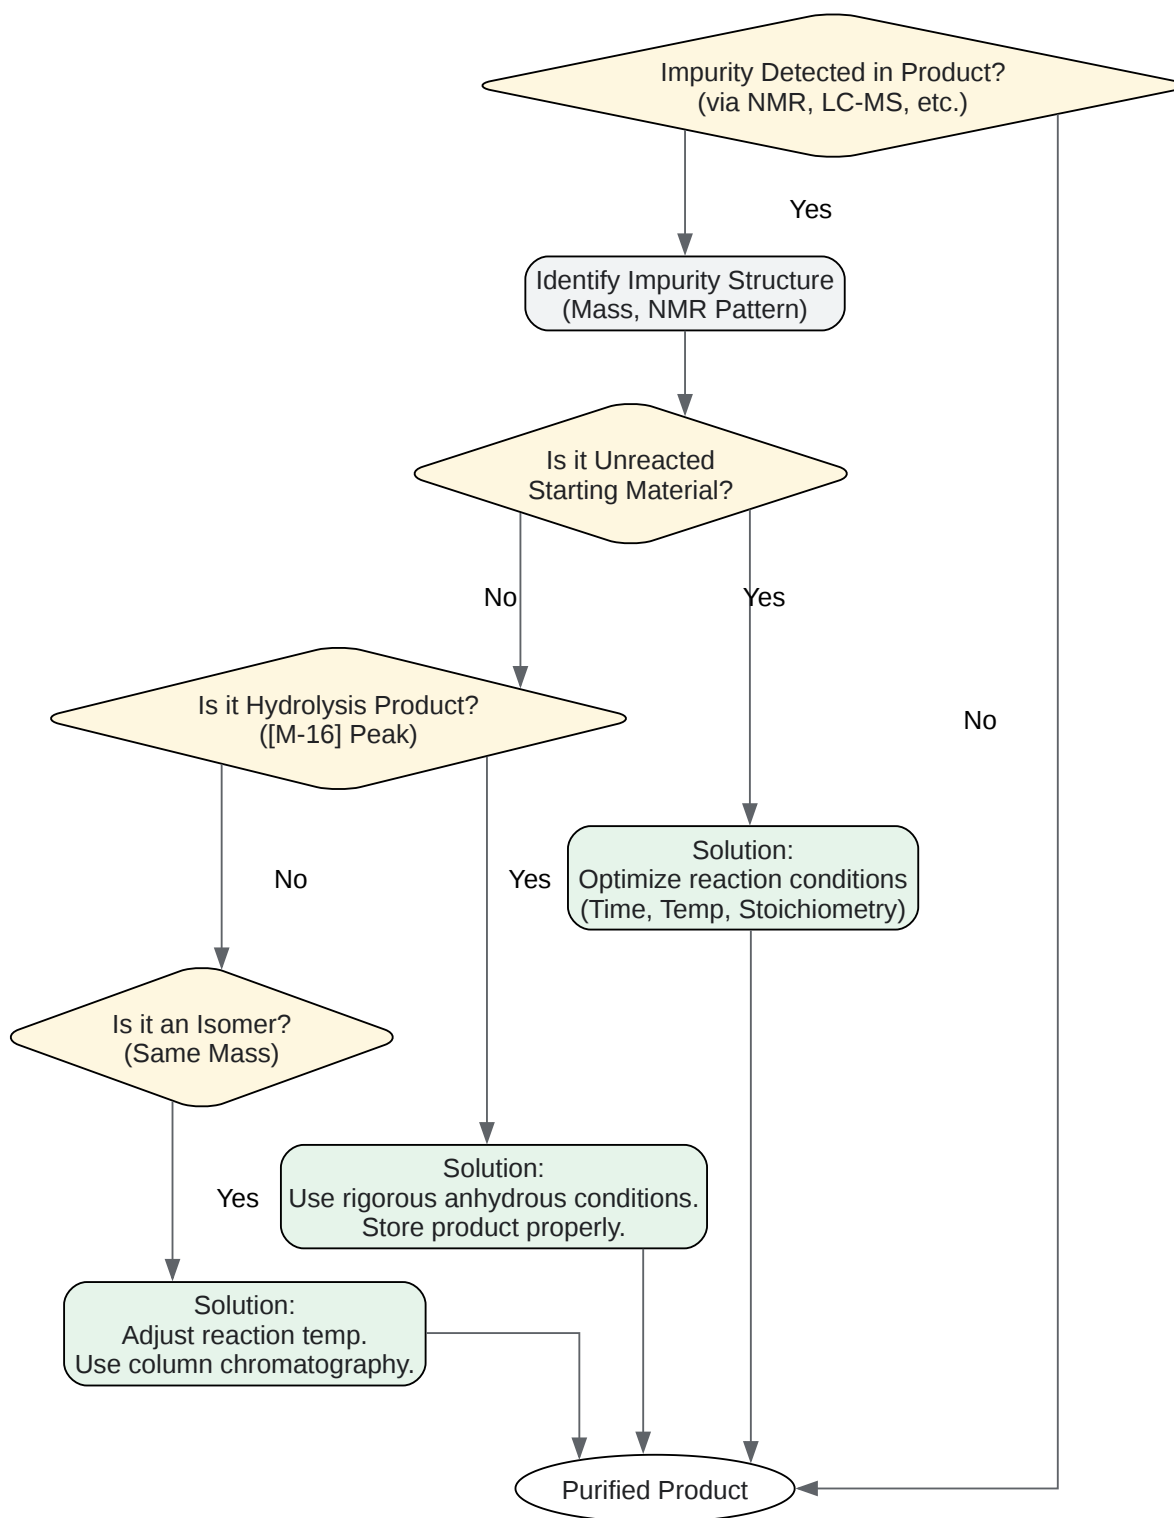 Impurity Detected in Product?
(via NMR, LC-MS, etc.)
Yes
Identify Impurity Structure
(Mass, NMR Pattern)
Is it Unreacted
Starting Material?
No
Yes
Is it Hydrolysis Product?
([M-16] Peak)
No
No
Yes
Solution:
Optimize reaction conditions
(Time, Temp, Stoichiometry)
Is it an Isomer?
(Same Mass)
Yes
Solution:
Use rigorous anhydrous conditions.
Store product properly.
Solution:
Adjust reaction temp.
Use column chromatography.
Purified Product